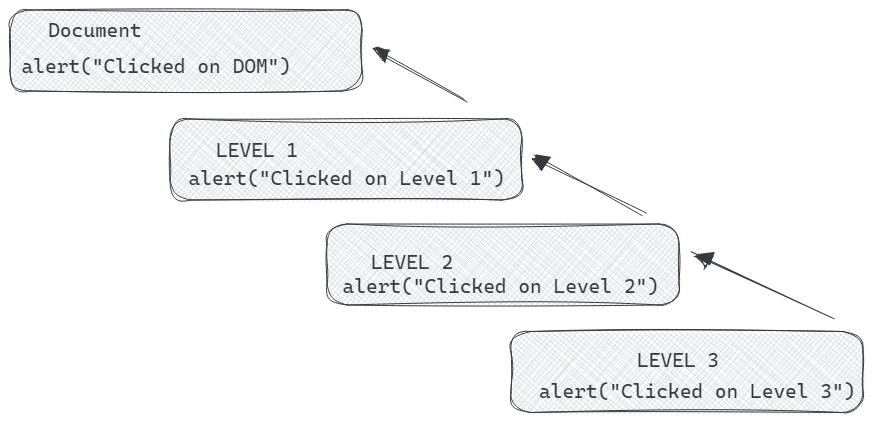 Document
alert("Clicked on DOM")
LEVEL 1
alert("Clicked on Level 1")
LEVEL 2
alert("Clicked on Level 2")
LEVEL 3
alert("Clicked on Level 3")